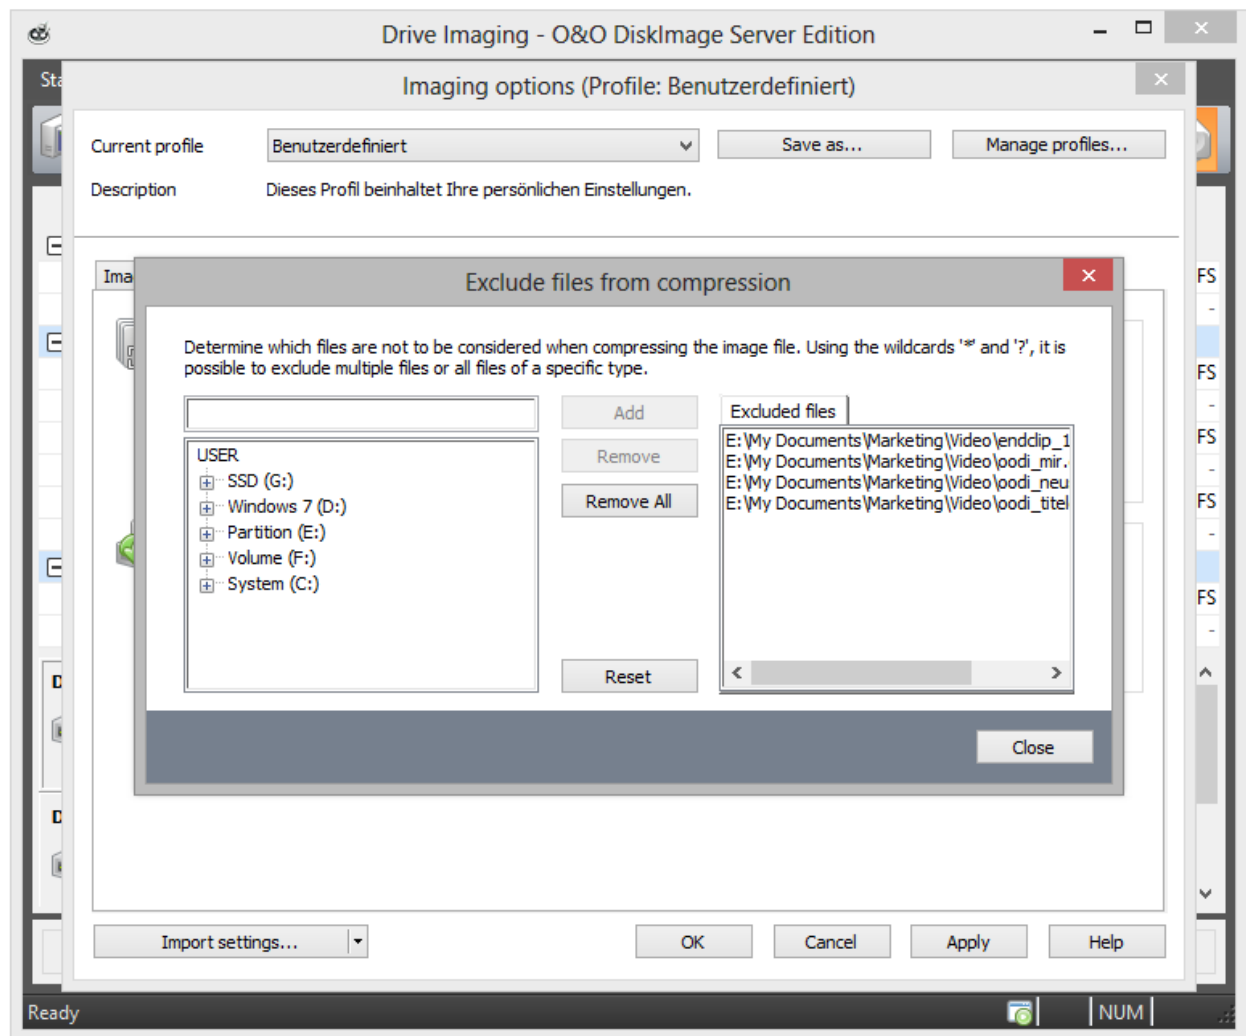 Drive Imaging - O&O DiskImage Server Edition
Imaging options (Profile: Benutzerdefiniert)
Current profile
Benutzerdefiniert
Save as...
Manage profiles...
Description
Dieses Profil beinhaltet Ihre persönlichen Einstellungen.
Exclude files from compression
Determine which files are not to be considered when compressing the image file. Using the wildcards '*' and '?', it is
possible to exclude multiple files or all files of a specific type.
Add
Excluded files
USER
SSD (G:)
Windows 7 (D:)
Partition (E:)
Volume (F:)
System (C:)
Remove
Remove All
Reset
E:\My Documents\Marketing\Video\endclip_1
E:\My Documents\Marketing\Video\oodi_mir.
E:\My Documents\Marketing\Video\oodi_neu
E:\My Documents\Marketing\Video\oodi_titel
Close
FS
-
FS
-
FS
-
FS
-
FS
-
Import settings...
OK
Cancel
Apply
Help
Ready
NUM